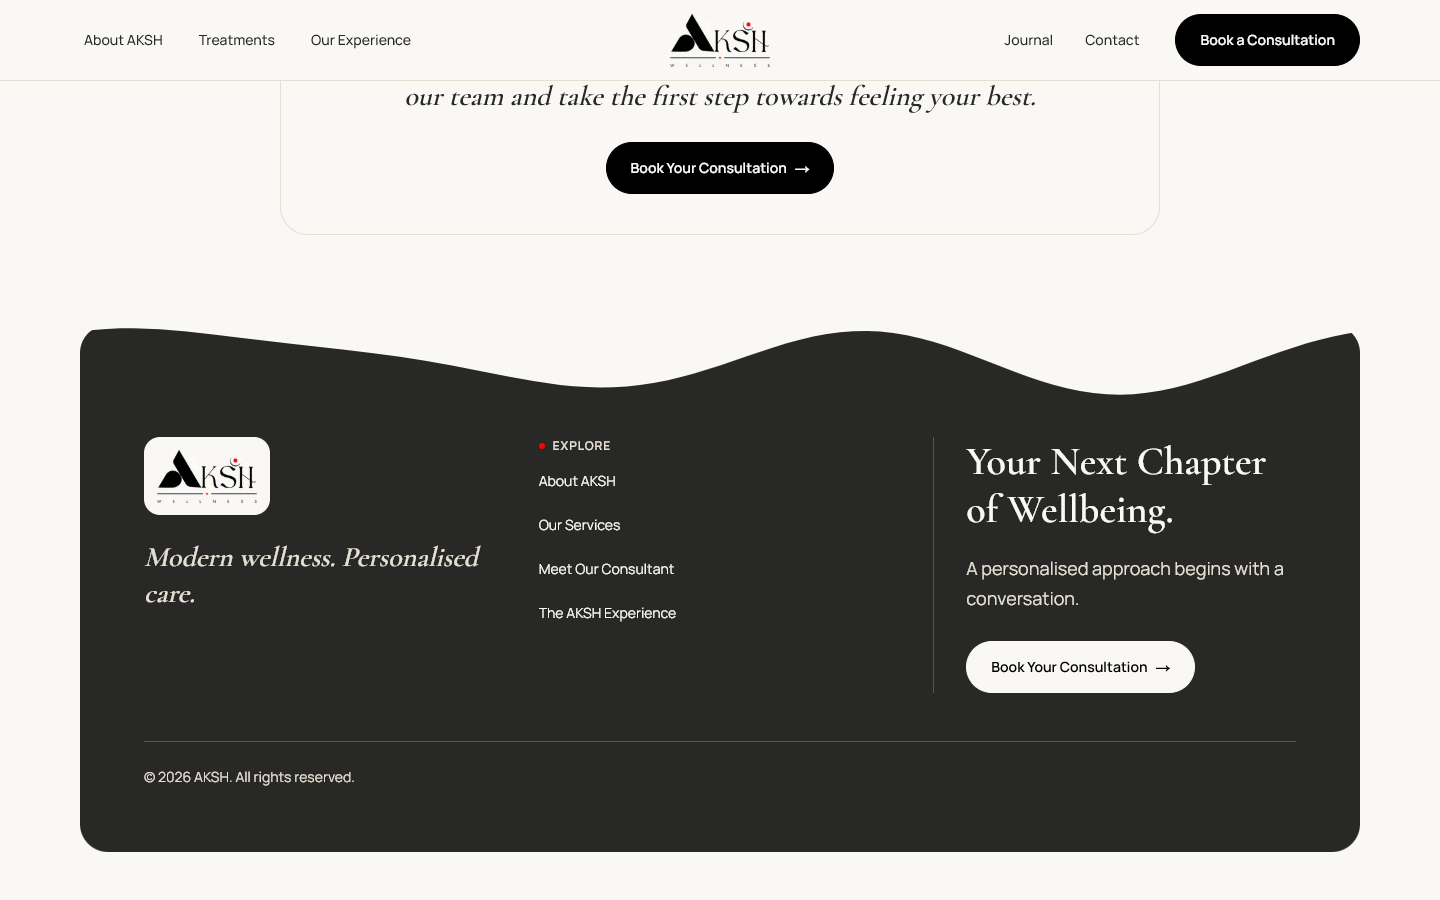 About AKSH
Treatments
Our Experience
AKSH
WELLNESS
Journal
Contact
Book a Consultation
our team and take the first step towards feeling your best.
Book Your Consultation →
AKSH
WELLNESS
Modern wellness. Personalised
care.
EXPLORE
About AKSH
Our Services
Meet Our Consultant
The AKSH Experience
Your Next Chapter
of Wellbeing.
A personalised approach begins with a
conversation.
Book Your Consultation →
© 2026 AKSH. All rights reserved.